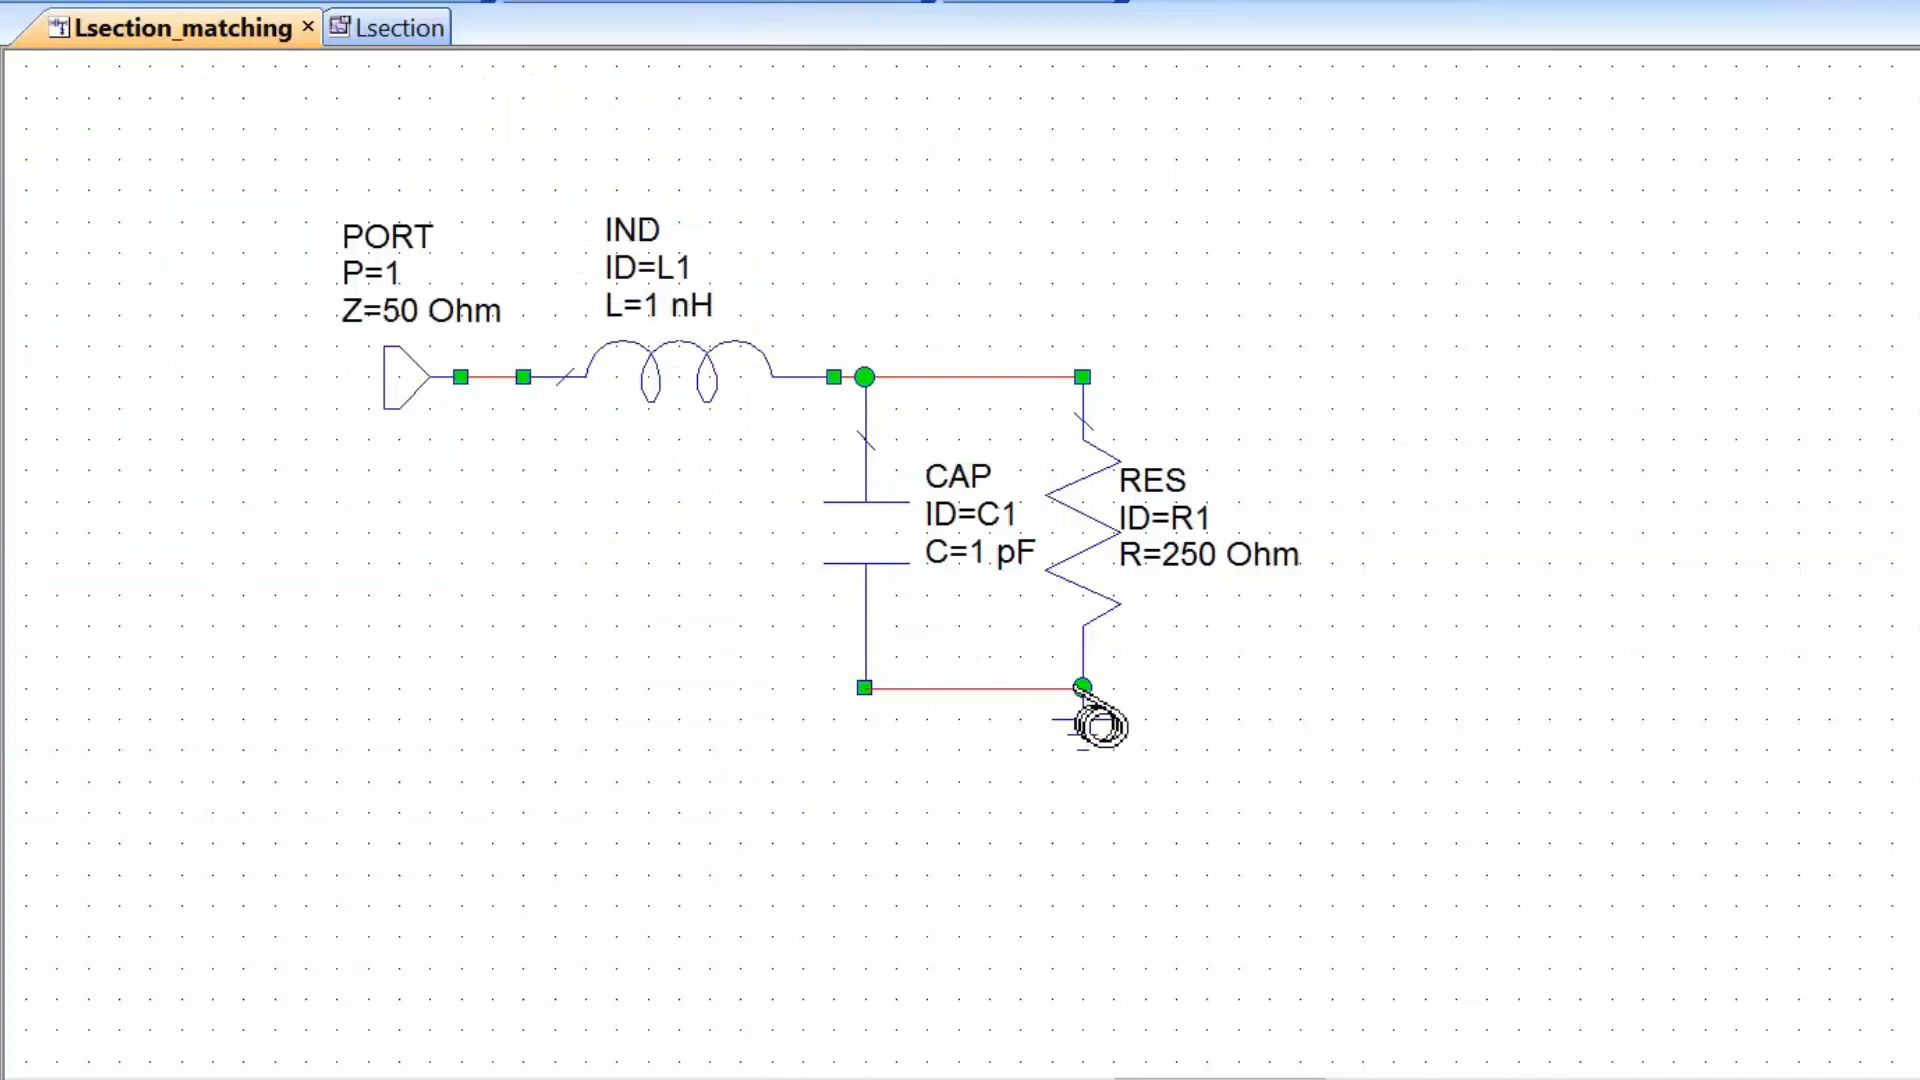 Lsection_matching
Lsection
PORT
P=1
Z=50 Ohm
IND
ID=L1
L=1 nH
CAP
ID=C1
C=1 pF
RES
ID=R1
R=250 Ohm